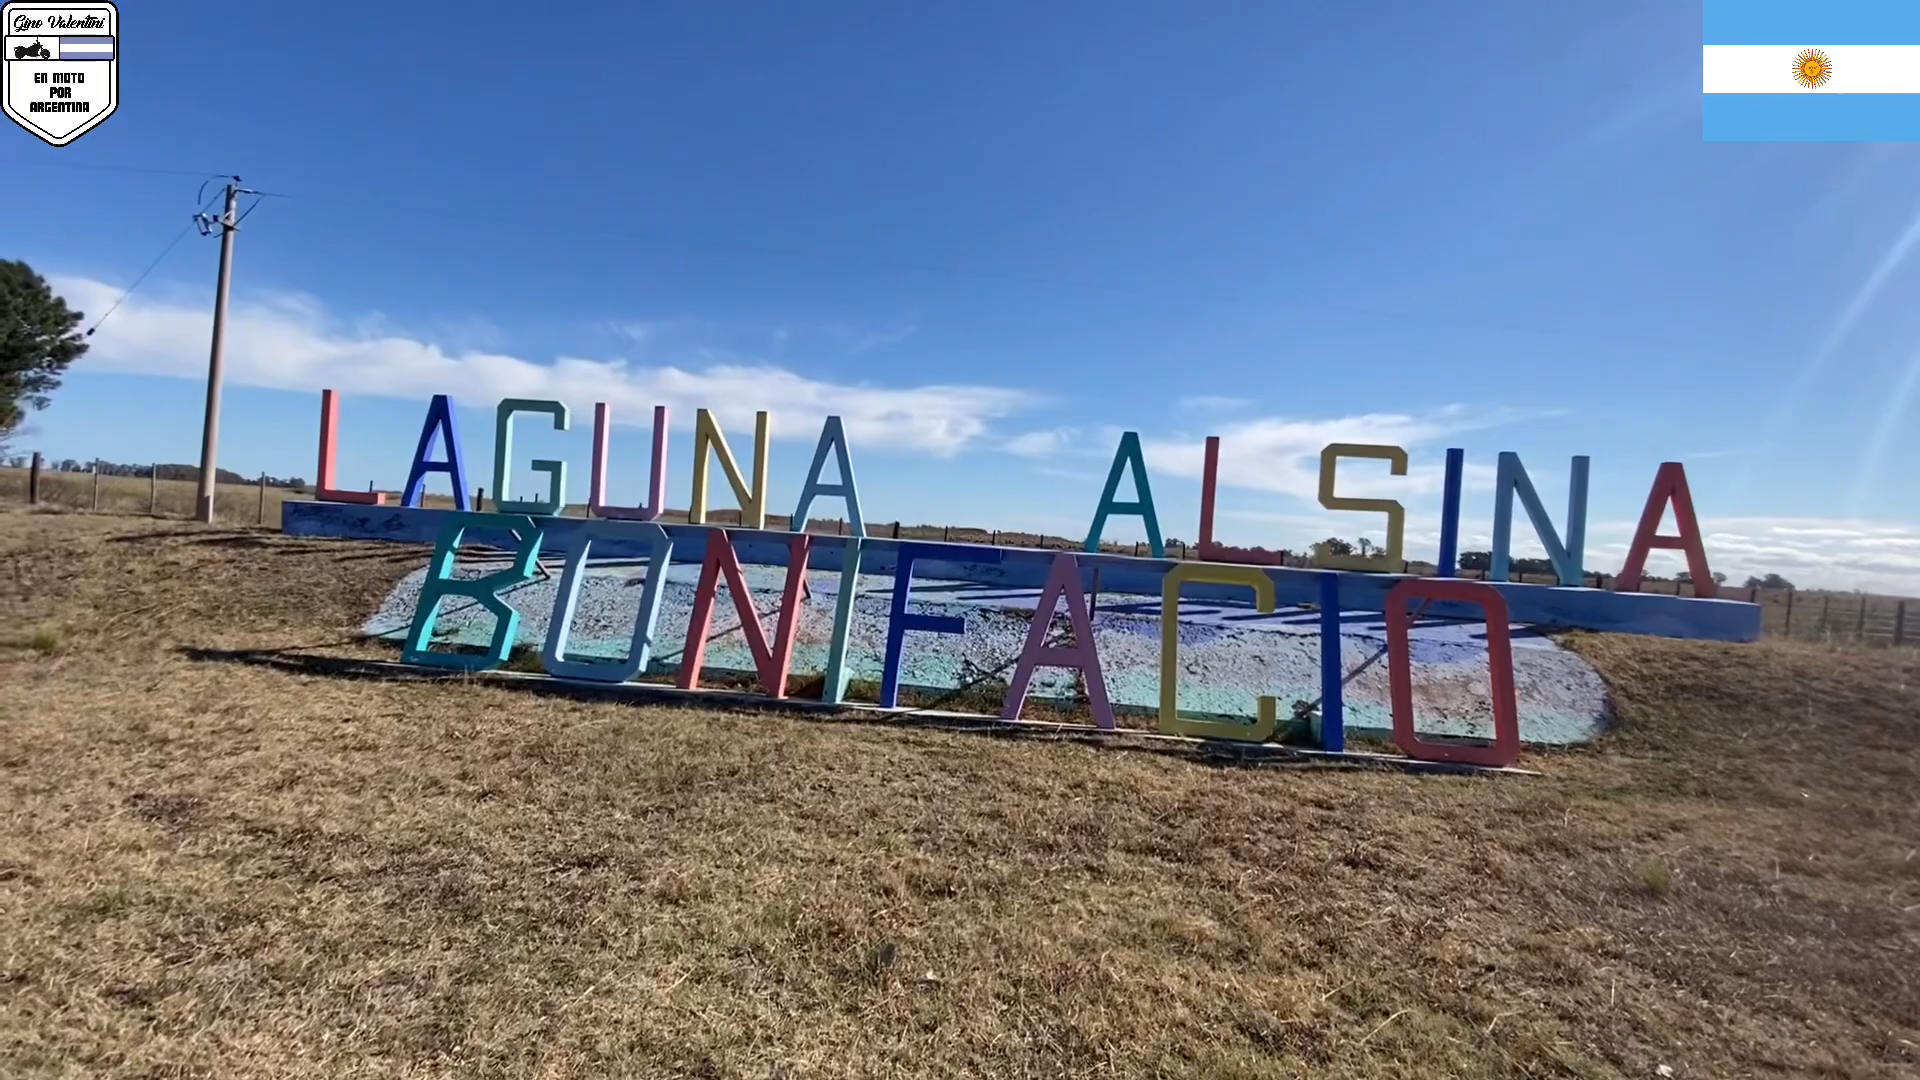 Gino Valentini
EN MOTO
POR
ARGENTINA
LAGUNA ALSINA
BONIFACIO